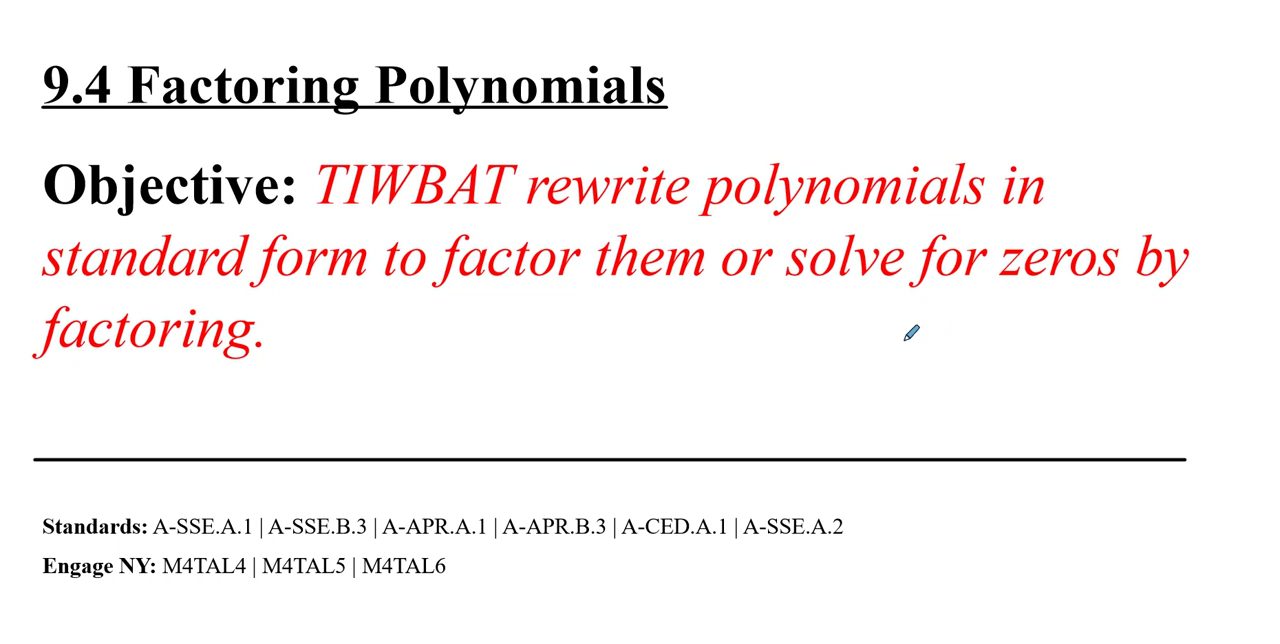 9.4 Factoring Polynomials
Objective: TIWBAT rewrite polynomials in
standard form to factor them or solve for zeros by
factoring.
Standards: A-SSE.A.1 | A-SSE.B.3 | A-APR.A.1 | A-APR.B.3 | A-CED.A.1 | A-SSE.A.2
Engage NY: M4TAL4 | M4TAL5 | M4TAL6